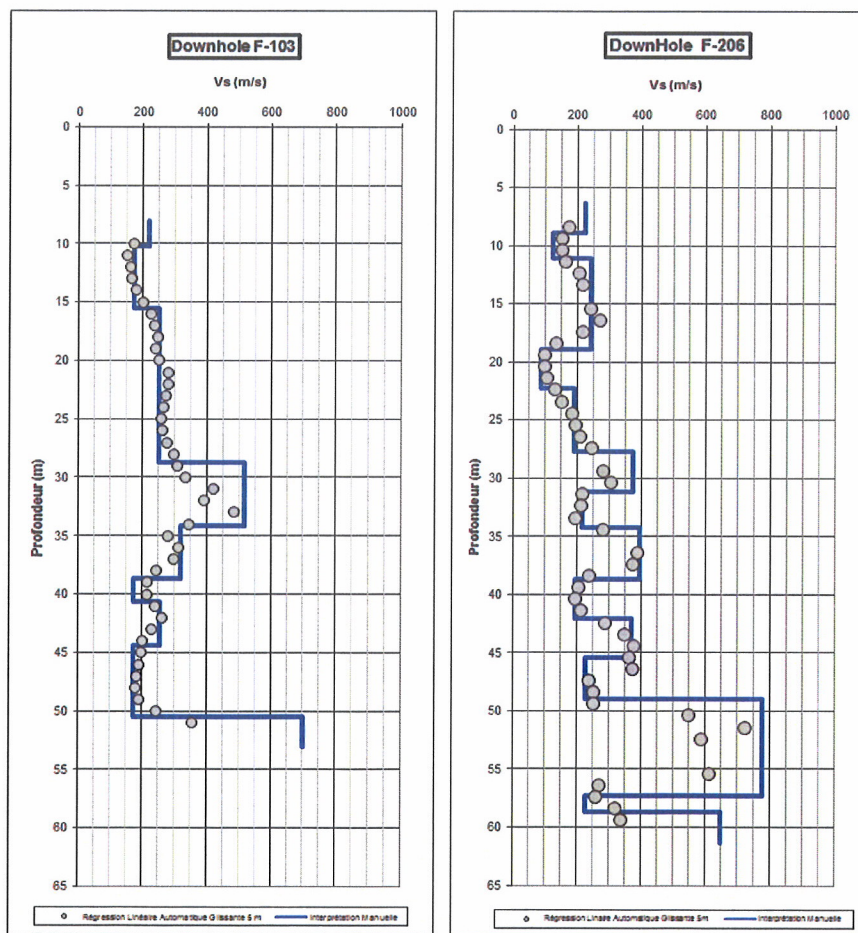 Downhole F-103
Vs (m/s)
0 200 400 600 800 1000
Profondeur (m)
0
5
10
15
20
25
30
35
40
45
50
55
60
65
Régression Linéaire Automatique Glissante 5 m
Interprétation Manuelle
DownHole F-206
Vs (m/s)
0 200 400 600 800 1000
Profondeur (m)
0
5
10
15
20
25
30
35
40
45
50
55
60
65
Régression Linaire Automatique Glissante 5m
Interprétation Manuelle